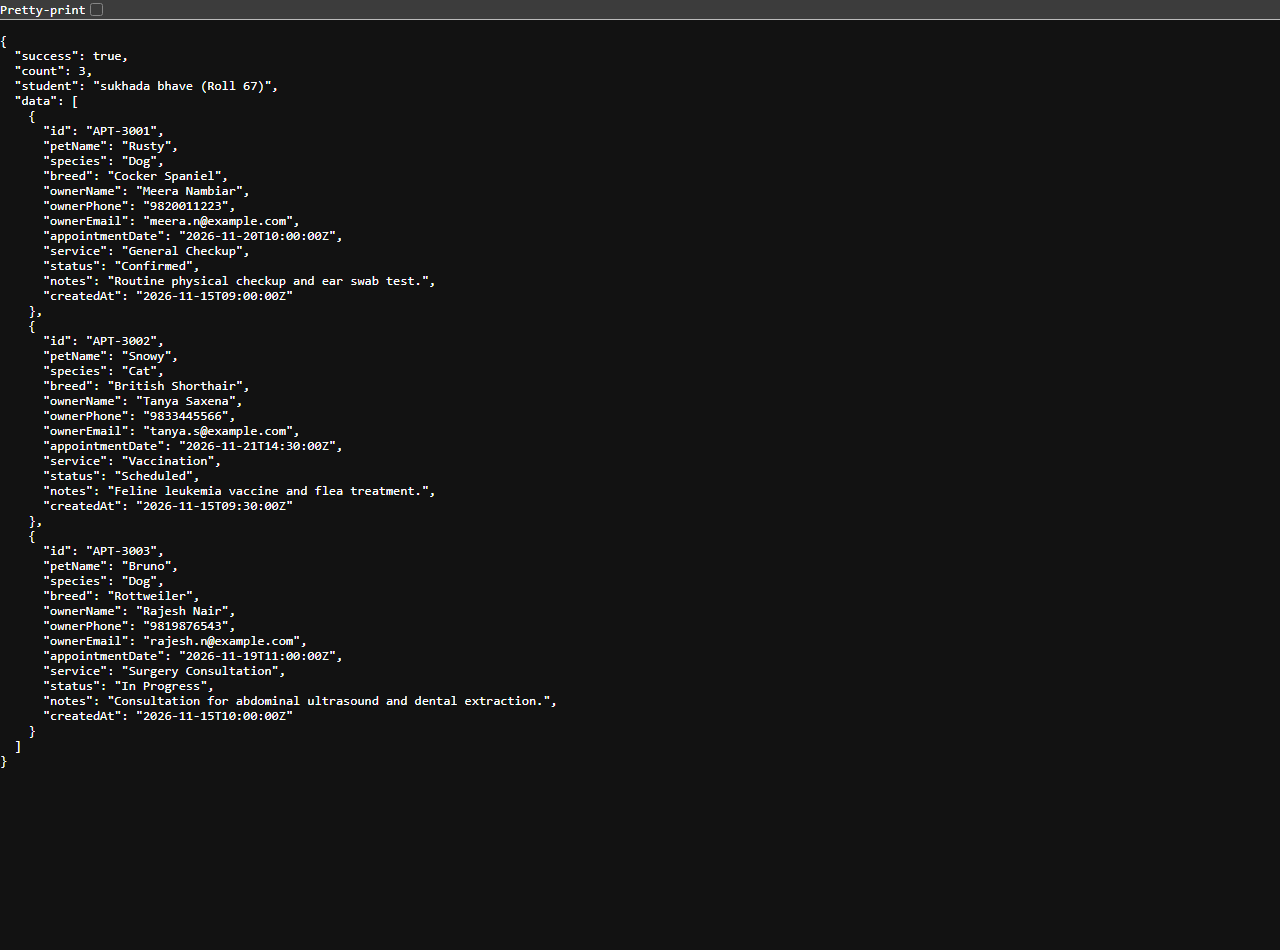 Pretty-print
{
  "success": true,
  "count": 3,
  "student": "sukhada bhave (Roll 67)",
  "data": [
    {
      "id": "APT-3001",
      "petName": "Rusty",
      "species": "Dog",
      "breed": "Cocker Spaniel",
      "ownerName": "Meera Nambiar",
      "ownerPhone": "9820011223",
      "ownerEmail": "meera.n@example.com",
      "appointmentDate": "2026-11-20T10:00:00Z",
      "service": "General Checkup",
      "status": "Confirmed",
      "notes": "Routine physical checkup and ear swab test.",
      "createdAt": "2026-11-15T09:00:00Z"
    },
    {
      "id": "APT-3002",
      "petName": "Snowy",
      "species": "Cat",
      "breed": "British Shorthair",
      "ownerName": "Tanya Saxena",
      "ownerPhone": "9833445566",
      "ownerEmail": "tanya.s@example.com",
      "appointmentDate": "2026-11-21T14:30:00Z",
      "service": "Vaccination",
      "status": "Scheduled",
      "notes": "Feline leukemia vaccine and flea treatment.",
      "createdAt": "2026-11-15T09:30:00Z"
    },
    {
      "id": "APT-3003",
      "petName": "Bruno",
      "species": "Dog",
      "breed": "Rottweiler",
      "ownerName": "Rajesh Nair",
      "ownerPhone": "9819876543",
      "ownerEmail": "rajesh.n@example.com",
      "appointmentDate": "2026-11-19T11:00:00Z",
      "service": "Surgery Consultation",
      "status": "In Progress",
      "notes": "Consultation for abdominal ultrasound and dental extraction.",
      "createdAt": "2026-11-15T10:00:00Z"
    }
  ]
}